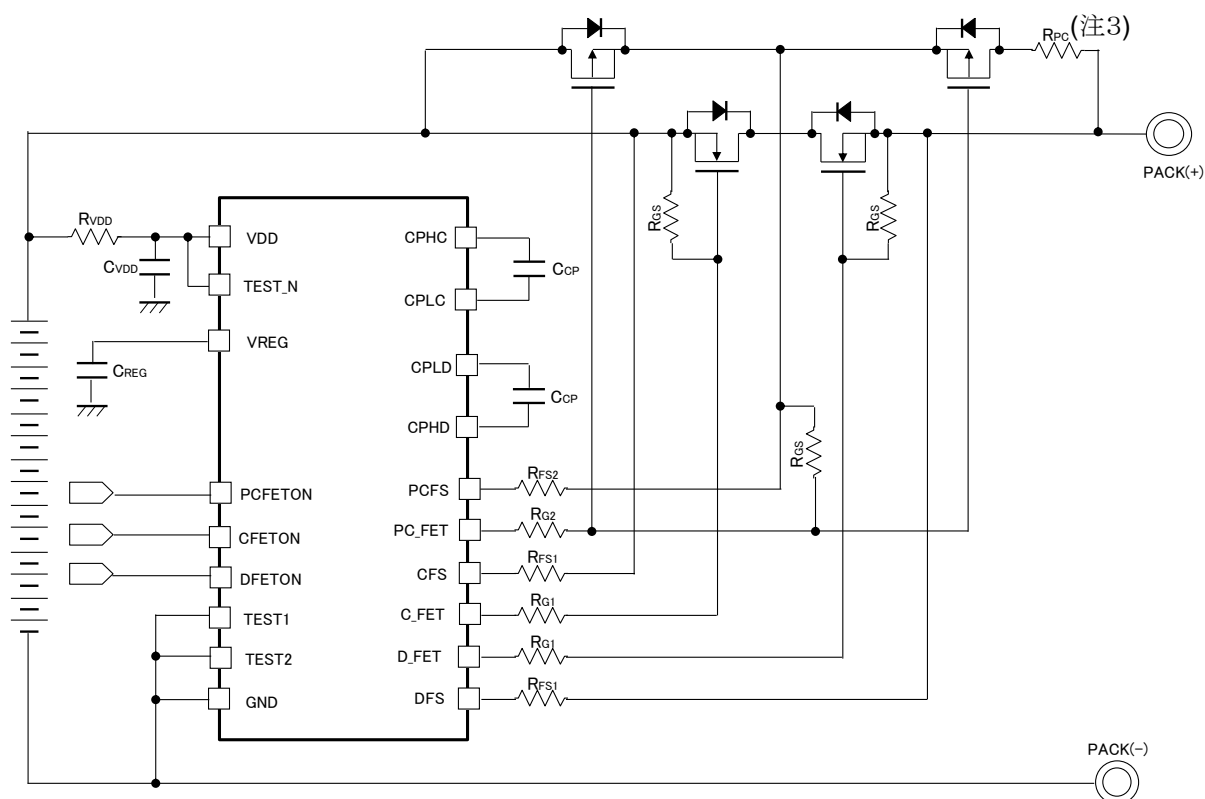 RPC(注3)
PACK(+)
RGS
RGS
RVDD
CVDD
VDD
TEST_N
VREG
CREG
CPHC
CPLC
CCP
CPLD
CPHD
CCP
RGS
PCFETON
CFETON
DFETON
TEST1
TEST2
GND
PCFS
RFS2
PC_FET
RG2
CFS
RFS1
C_FET
RG1
D_FET
RG1
DFS
RFS1
PACK(-)